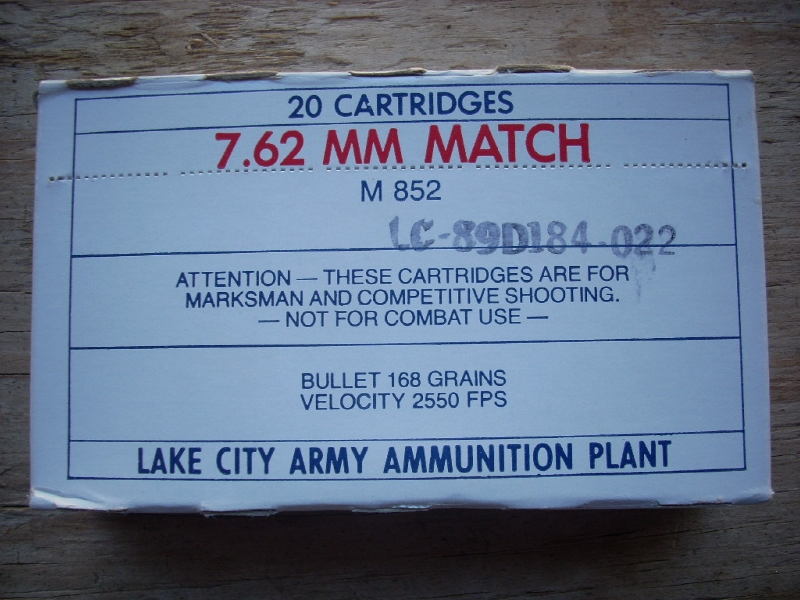 20 CARTRIDGES
7.62 MM MATCH
M 852
LC-89D184-022
ATTENTION — THESE CARTRIDGES ARE FOR
MARKSMAN AND COMPETITIVE SHOOTING.
— NOT FOR COMBAT USE —
BULLET 168 GRAINS
VELOCITY 2550 FPS
LAKE CITY ARMY AMMUNITION PLANT